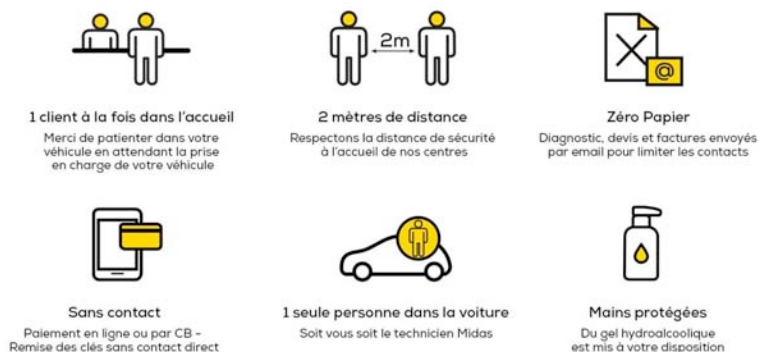 2m
@
1 client à la fois dans l'accueil
Merci de patienter dans votre
véhicule en attendant la prise
en charge de votre véhicule
2 mètres de distance
Respectons la distance de sécurité
à l'accueil de nos centres
Zéro Papier
Diagnostic, devis et factures envoyés
par email pour limiter les contacts
Sans contact
Paiement en ligne ou par CB -
Remise des clés sans contact direct
1 seule personne dans la voiture
Soit vous soit le technicien Midas
Mains protégées
Du gel hydroalcoolique
est mis à votre disposition